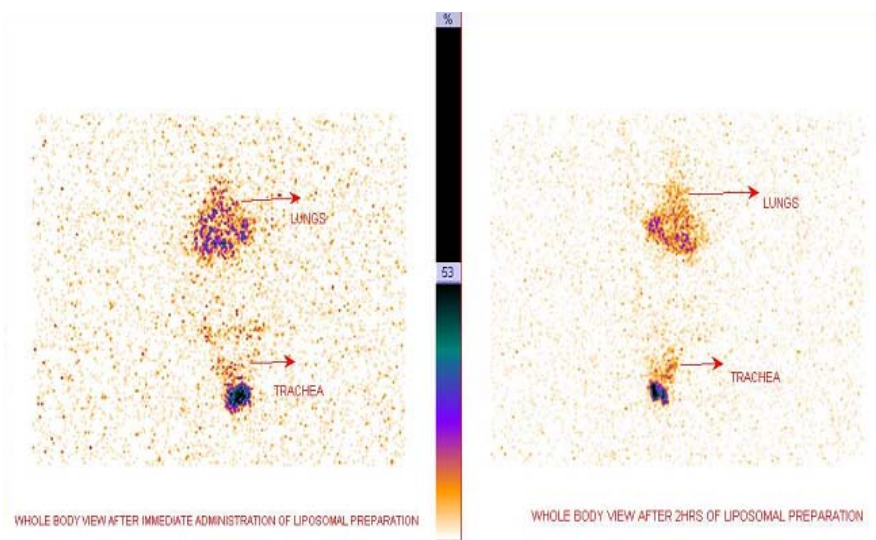 %
LUNGS
LUNGS
53
TRACHEA
TRACHEA
WHOLE BODY VIEW AFTER IMMEDIATE ADMINISTRATION OF LIPOSOMAL PREPARATION
WHOLE BODY VIEW AFTER 2HRS OF LIPOSOMAL PREPARATION